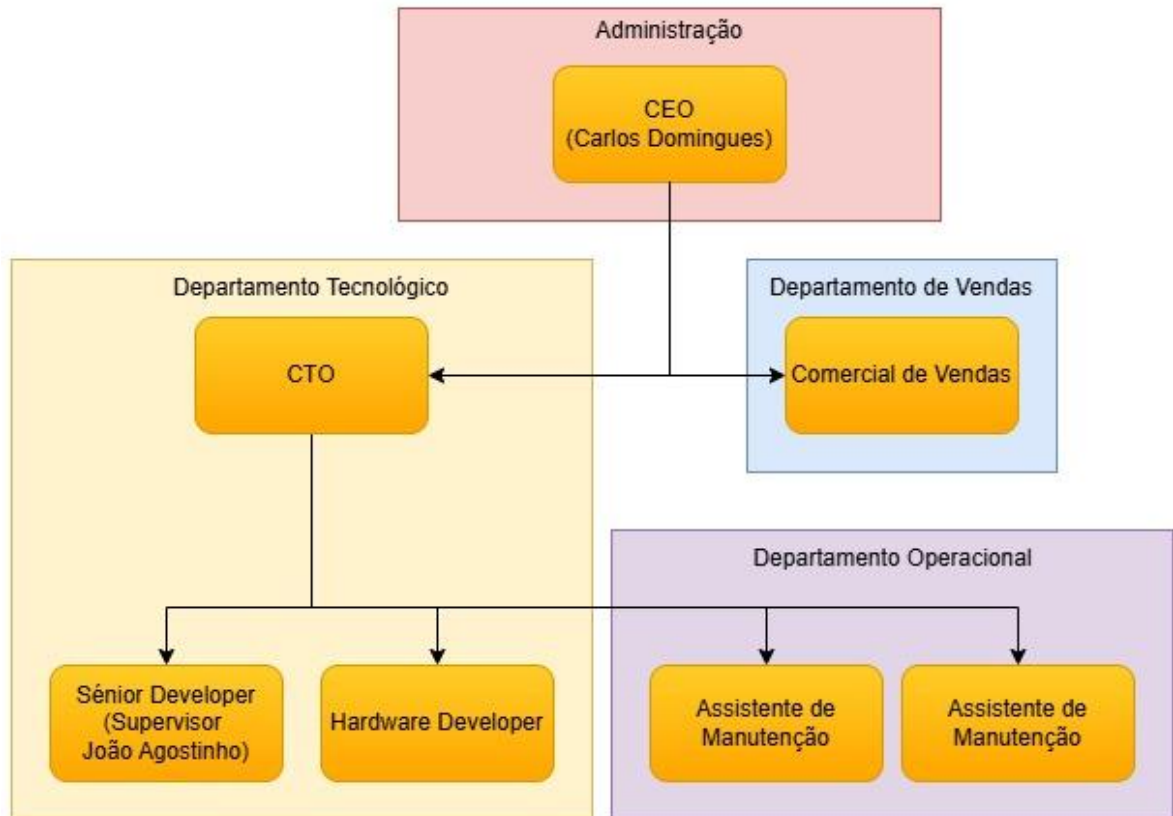 Administração
CEO
(Carlos Domingues)
Departamento Tecnológico
CTO
Departamento de Vendas
Comercial de Vendas
Sénior Developer
(Supervisor
João Agostinho)
Hardware Developer
Departamento Operacional
Assistente de
Manutenção
Assistente de
Manutenção